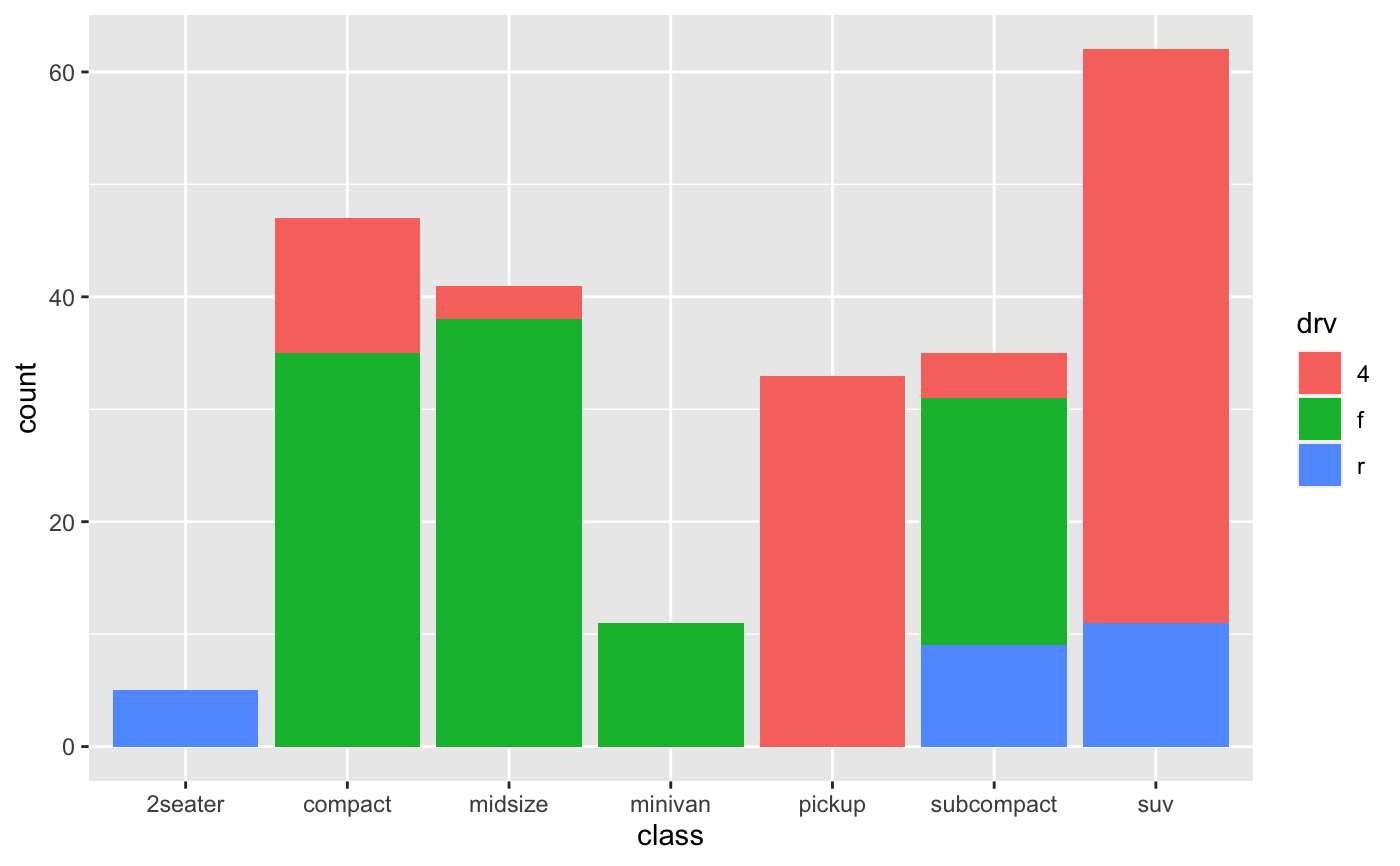 60
40
20
0
count
2seater compact midsize minivan pickup subcompact suv
class
drv
4
f
r